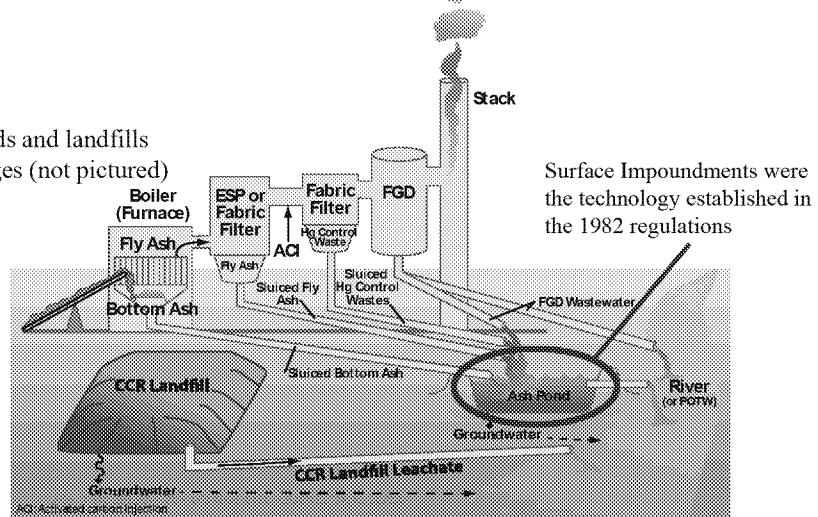 Stack
ds and landfills
ges (not pictured)
Surface Impoundments were
the technology established in
the 1982 regulations
Boiler
(Furnace)
ESP or
Fabric
Filter
Fabric
Filter
FGD
Fly Ash
Hg Control
Waste
ACI
Fly Ash
Bottom Ash
Sluiced Fly
Ash
Sluiced
Hg Control
Wastes
FGD Wastewater
Sluiced Bottom Ash
CCR Landfill
Ash Pond
River
(or POTW)
Groundwater
CCR Landfill Leachate
Groundwater
ACI: Activated carbon injection